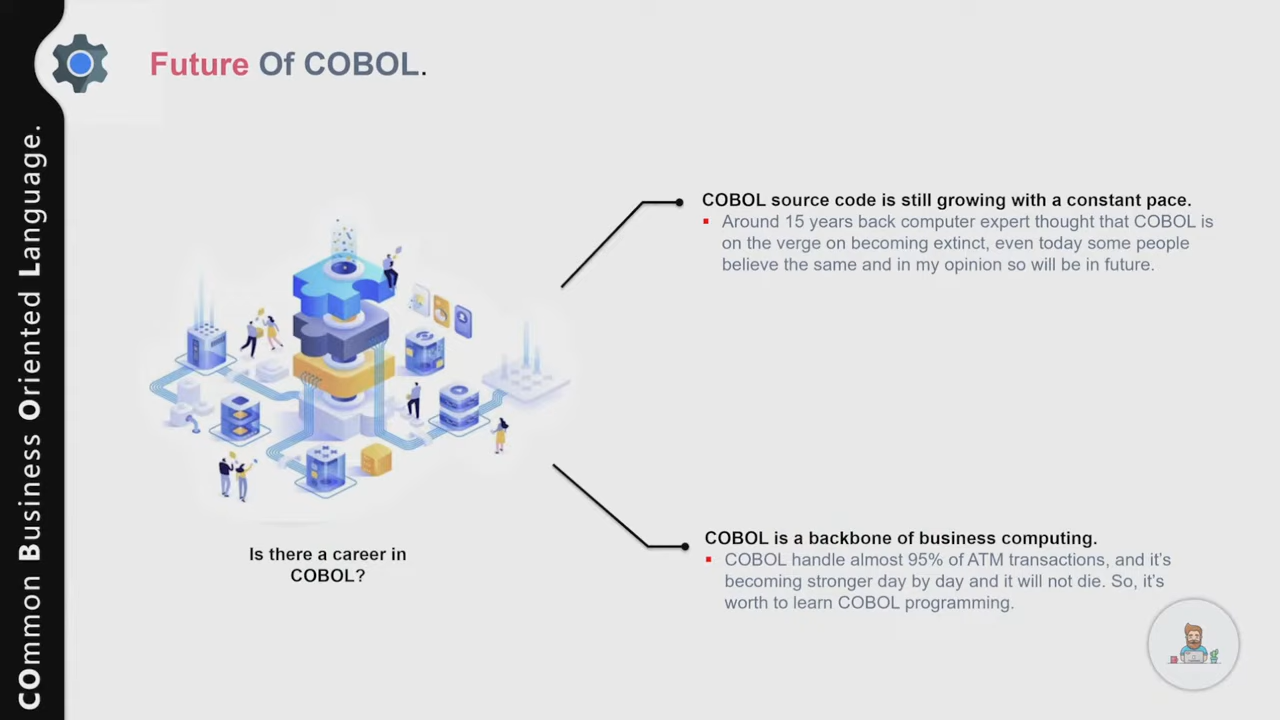 COmmon Business Oriented Language.
Future Of COBOL.
COBOL source code is still growing with a constant pace.
Around 15 years back computer expert thought that COBOL is
on the verge on becoming extinct, even today some people
believe the same and in my opinion so will be in future.
Is there a career in
COBOL?
COBOL is a backbone of business computing.
COBOL handle almost 95% of ATM transactions, and it's
becoming stronger day by day and it will not die. So, it's
worth to learn COBOL programming.